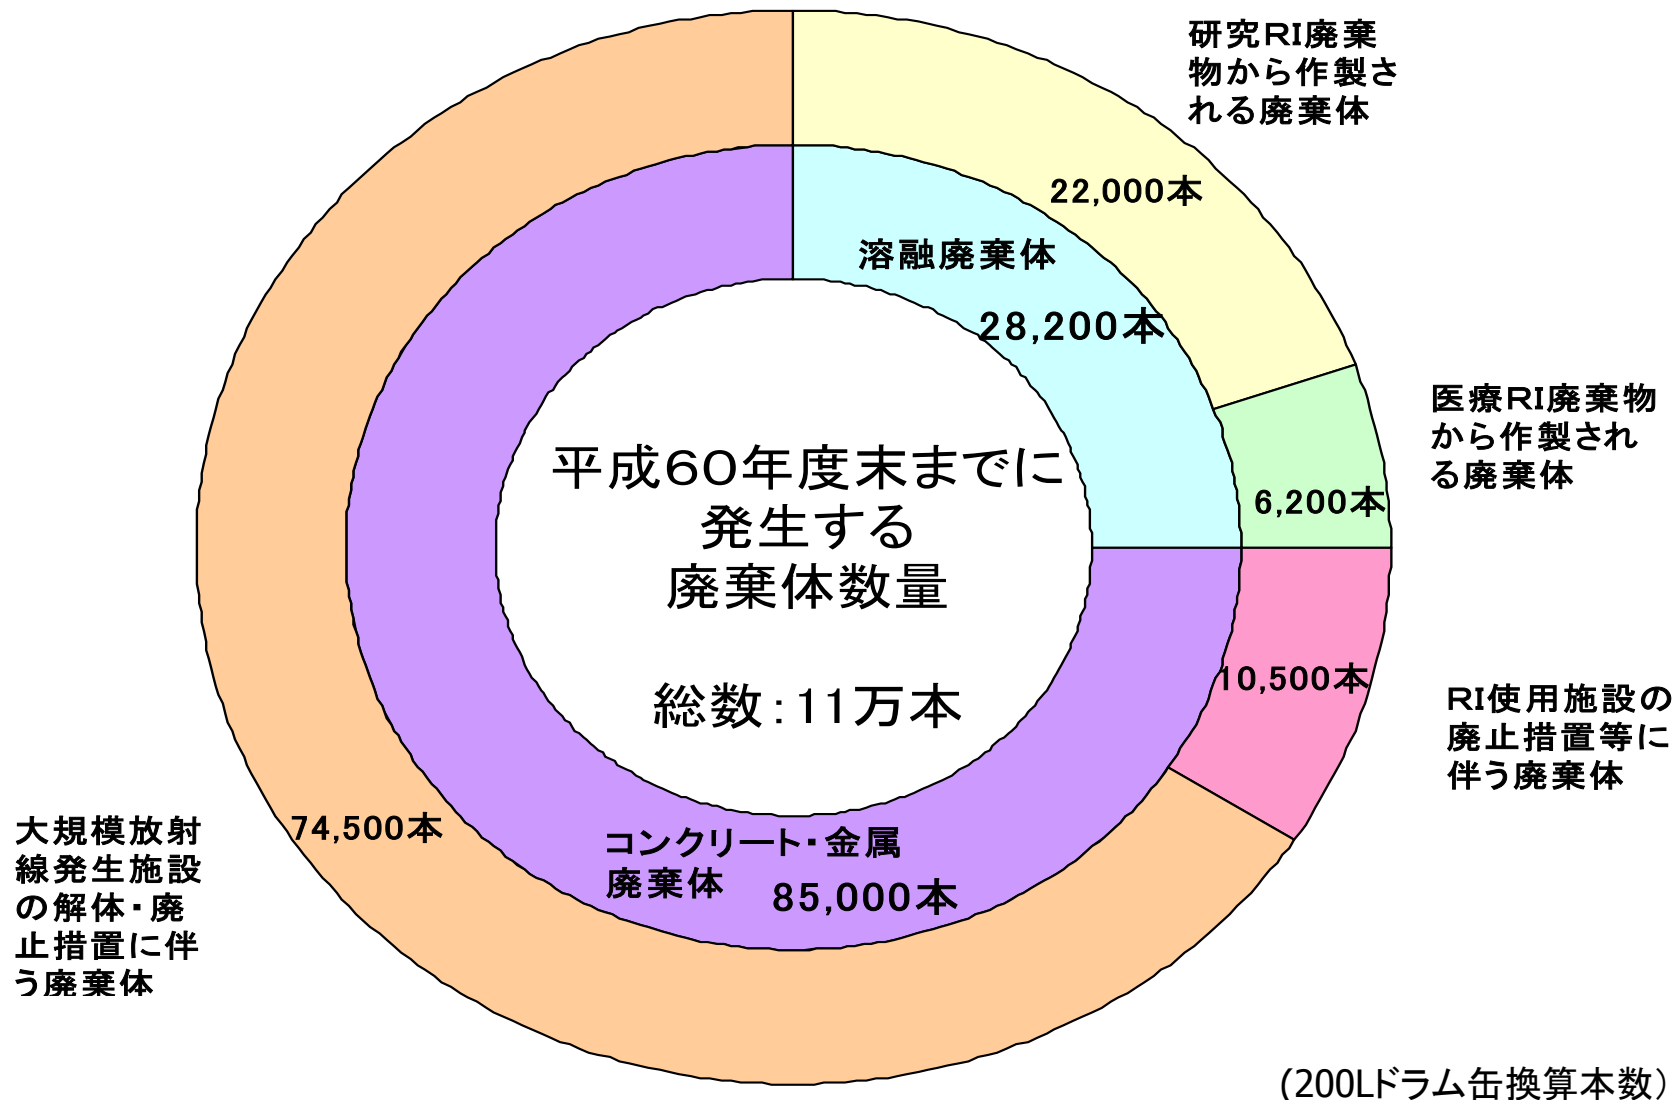 研究RI廃棄
物から作製さ
れる廃棄体
22,000本
溶融廃棄体
28,200本
医療RI廃棄物
から作製され
る廃棄体
6,200本
平成60年度末までに
発生する
廃棄体数量
総数:11万本
10,500本
RI使用施設の
廃止措置等に
伴う廃棄体
大規模放射
線発生施設
の解体・廃
止措置に伴
う廃棄体
74,500本
コンクリート・金属
廃棄体
85,000本
(200Lドラム缶換算本数)